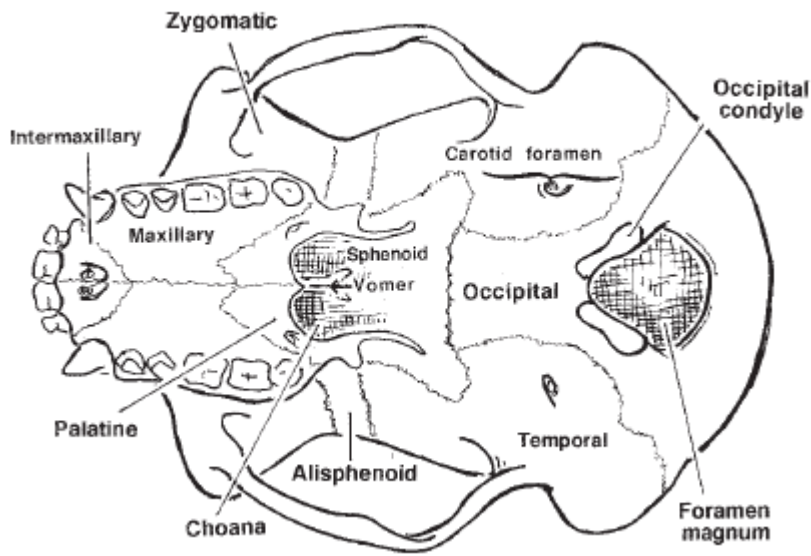 Zygomatic
Occipital
condyle
Intermaxillary
Carotid foramen
Maxillary
Sphenoid
Vomer
Occipital
Palatine
Temporal
Alisphenoid
Choana
Foramen
magnum